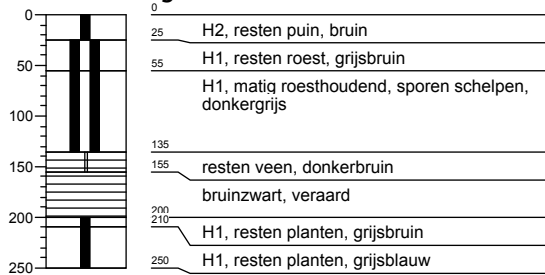 0
0
25
H2, resten puin, bruin
H1, resten roest, grijsbruin
50
55
H1, matig roesthoudend, sporen schelpen,
donkergrijs
100
135
150
155
resten veen, donkerbruin
bruinzwart, veraard
200
200
210
H1, resten planten, grijsbruin
250
250
H1, resten planten, grijsblauw